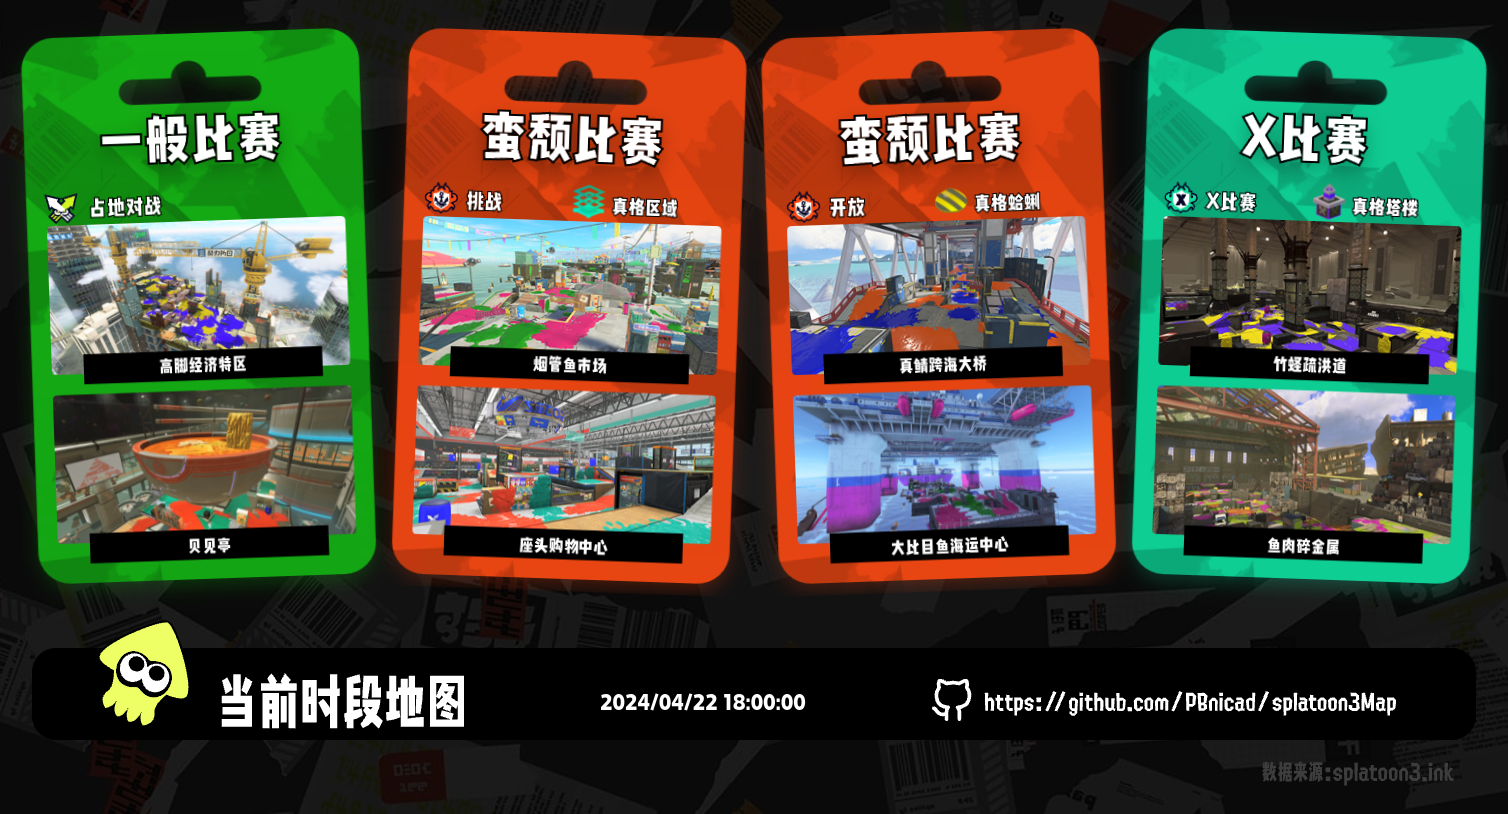 一般比赛
占地对战
高脚经济特区
贝见亭
蛮颓比赛
挑战
真格区域
烟管鱼市场
座头购物中心
蛮颓比赛
开放
真格蛤蜊
真鲷跨海大桥
大比目鱼海运中心
X比赛
X比赛
真格塔楼
竹蛏疏洪道
鱼肉碎金属
当前时段地图
2024/04/22 18:00:00
https://github.com/PBnicad/splatoon3Map
数据来源:splatoon3.ink